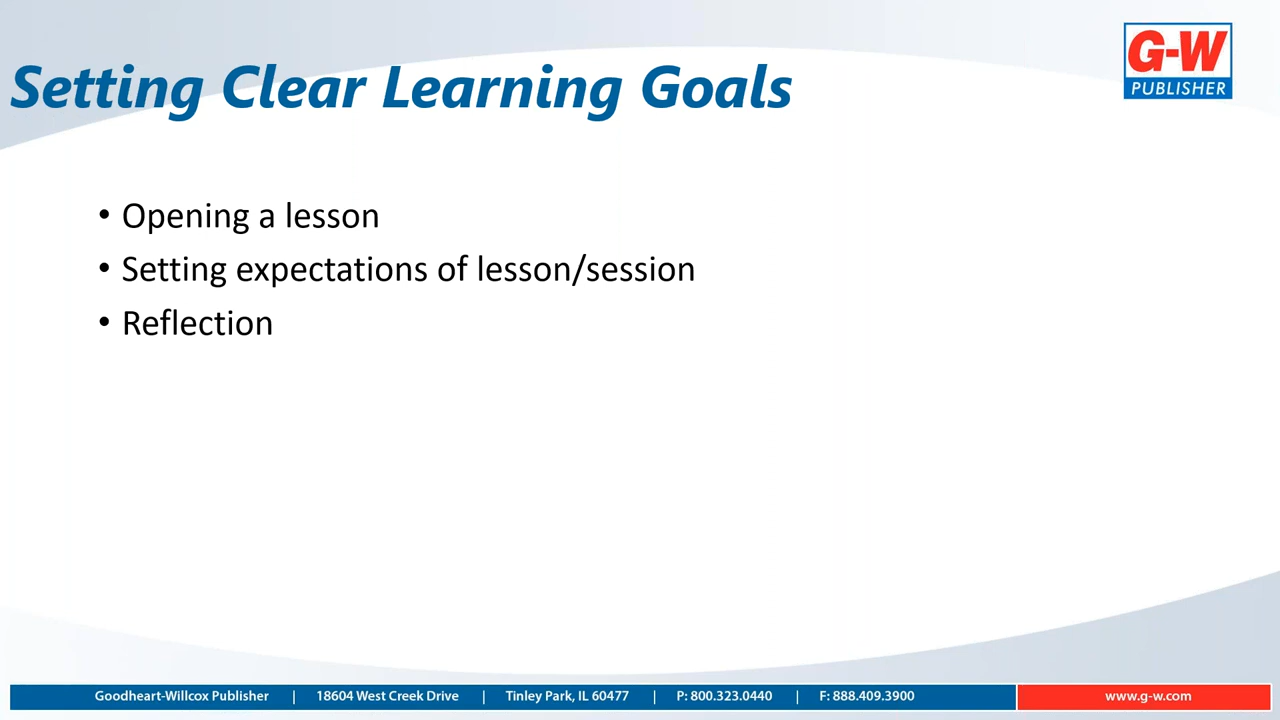 Setting Clear Learning Goals
G-W
PUBLISHER
• Opening a lesson
• Setting expectations of lesson/session
• Reflection
Goodheart-Willcox Publisher | 18604 West Creek Drive | Tinley Park, IL 60477 | P: 800.323.0440 | F: 888.409.3900
www.g-w.com